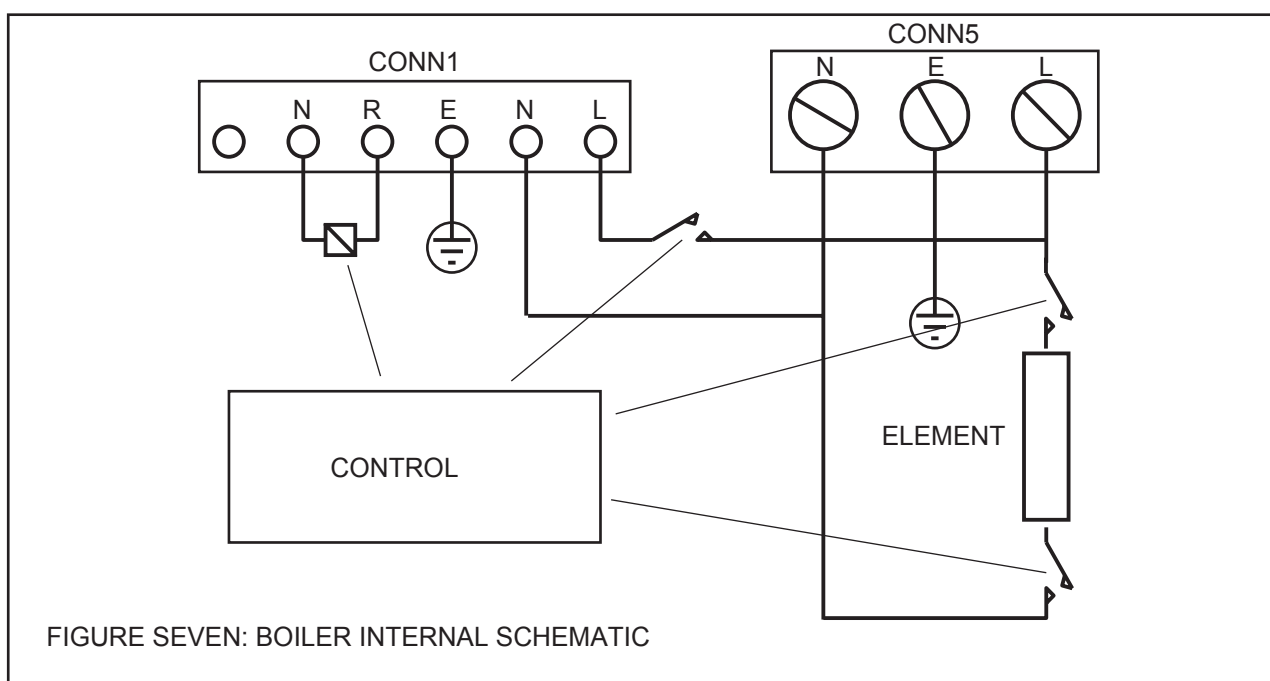 CONN5
CONN1
N E L
N R E N L
ELEMENT
CONTROL
FIGURE SEVEN: BOILER INTERNAL SCHEMATIC